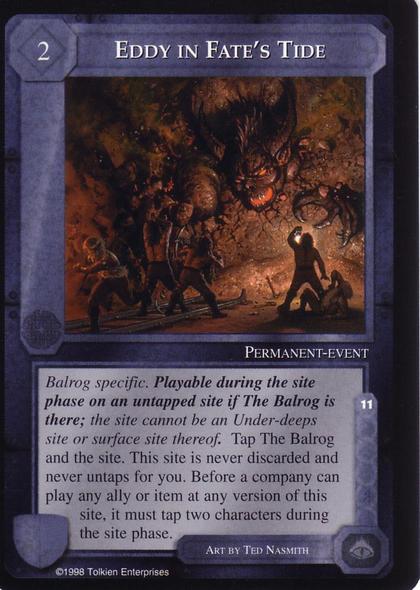 2
EDDY IN FATE'S TIDE
PERMANENT-EVENT
Balrog specific. Playable during the site
phase on an untapped site if The Balrog is
there; the site cannot be an Under-deeps
site or surface site thereof. Tap The Balrog
and the site. This site is never discarded and
never untaps for you. Before a company can
play any ally or item at any version of this
site, it must tap two characters during
the site phase.
11
ART BY TED NASMITH
©1998 Tolkien Enterprises